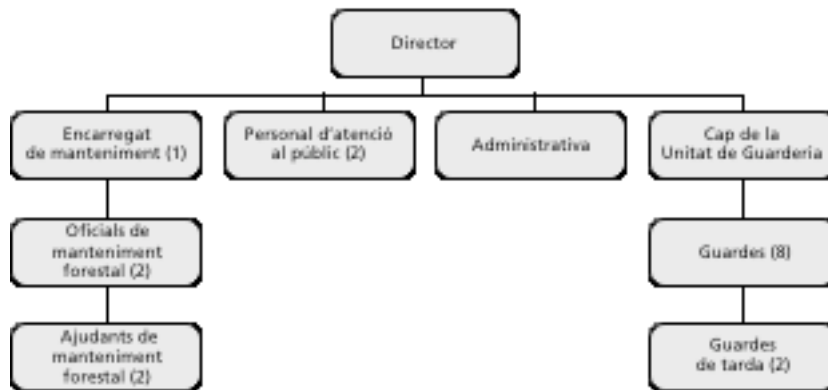 Director
Encarregat
de manteniment (1)
Personal d'atenció
al públic (2)
Administrativa
Cap de la
Unitat de Guarderia
Oficials de
manteniment
forestal (2)
Guardes (8)
Ajudants de
manteniment
forestal (2)
Guardes
de tarda (2)